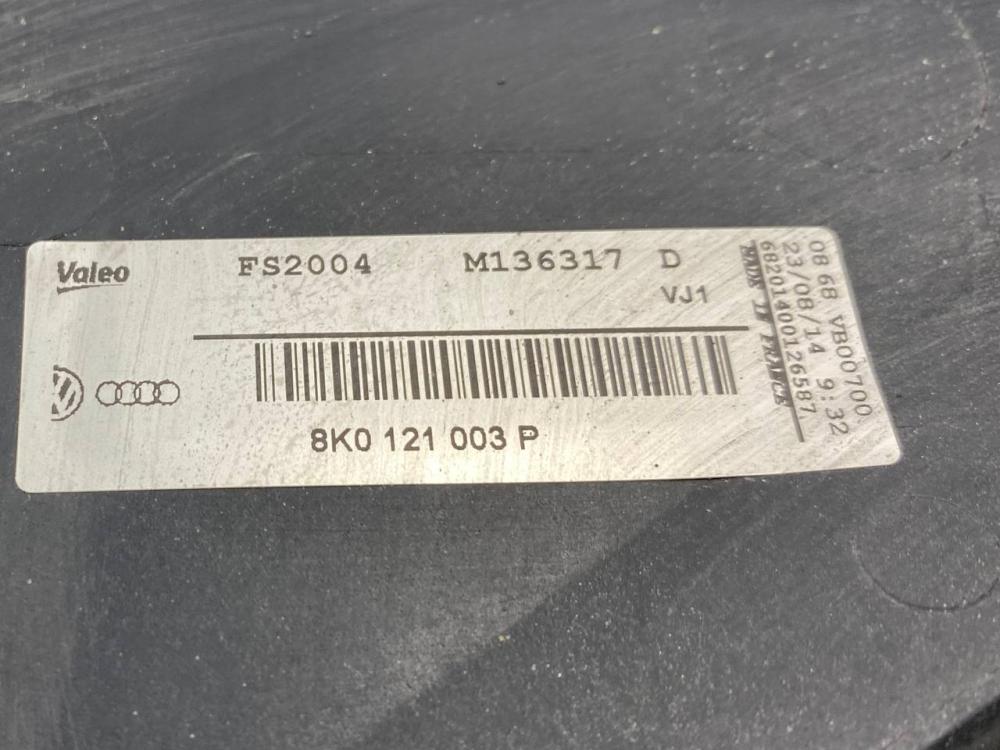 Valeo
FS2004 M136317 D
VJ1
8K0 121 003 P
08 68 VB00700
23/08/14 9:32
6820140012658​7
MADE IN FRANCE